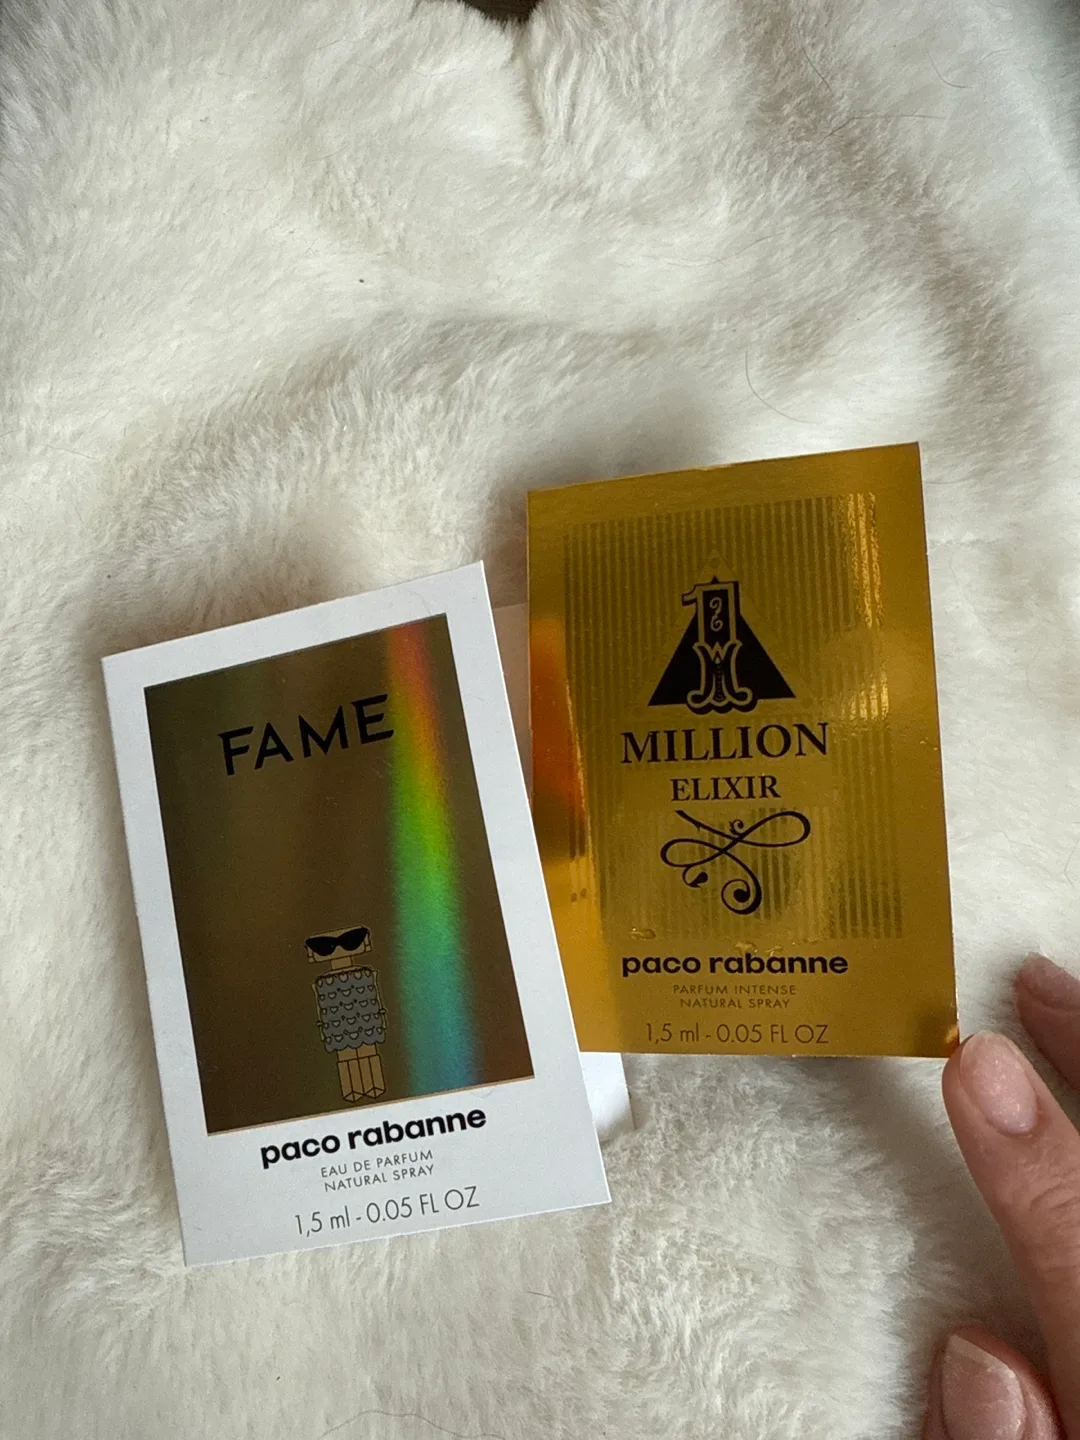 FAME
paco rabanne
EAU DE PARFUM
NATURAL SPRAY
1,5 ml - 0.05 FL OZ
1
MILLION
ELIXIR
paco rabanne
PARFUM INTENSE
NATURAL SPRAY
1,5 ml - 0.05 FL OZ